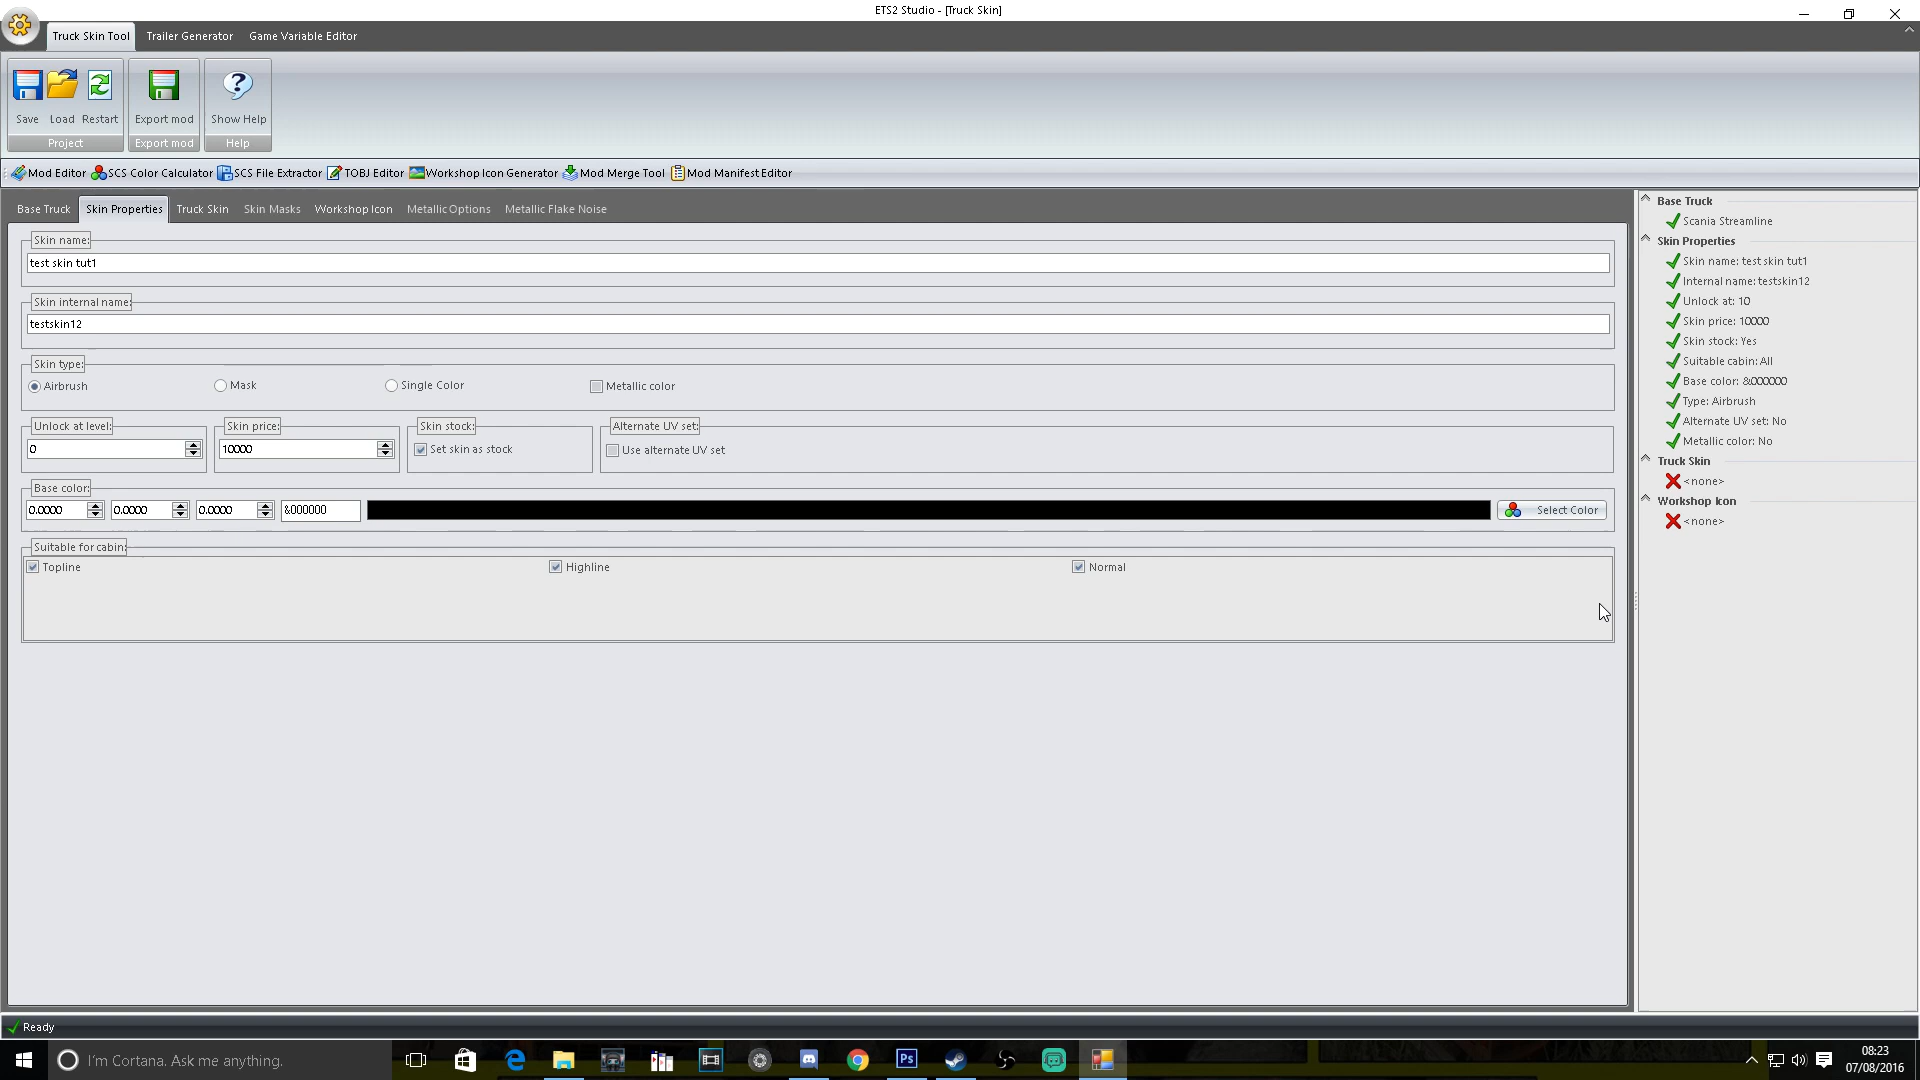 ETS2 Studio - [Truck Skin]
Truck Skin Tool Trailer Generator Game Variable Editor
Save Load Restart Export mod Show Help
Project Export mod Help
Mod Editor SCS Color Calculator SCS File Extractor TOBJ Editor Workshop Icon Generator Mod Merge Tool Mod Manifest Editor
Base Truck Skin Properties Truck Skin Skin Masks Workshop Icon Metallic Options Metallic Flake Noise
Skin name:
test skin tut1
Skin internal name:
testskin12
Skin type:
Airbrush Mask Single Color Metallic color
Unlock at level: Skin price: Skin stock: Alternate UV set:
0 10000 Set skin as stock Use alternate UV set
Base color:
0.0000 0.0000 0.0000 &000000 Select Color
Suitable for cabin:
Topline Highline Normal
Base Truck
Scania Streamline
Skin Properties
Skin name: test skin tut1
Internal name: testskin12
Unlock at: 10
Skin price: 10000
Skin stock: Yes
Suitable cabin: All
Base color: &000000
Type: Airbrush
Alternate UV set: No
Metallic color: No
Truck Skin
<none>
Workshop Icon
<none>
Ready
I'm Cortana. Ask me anything.
Ps
08:23
07/08/2016